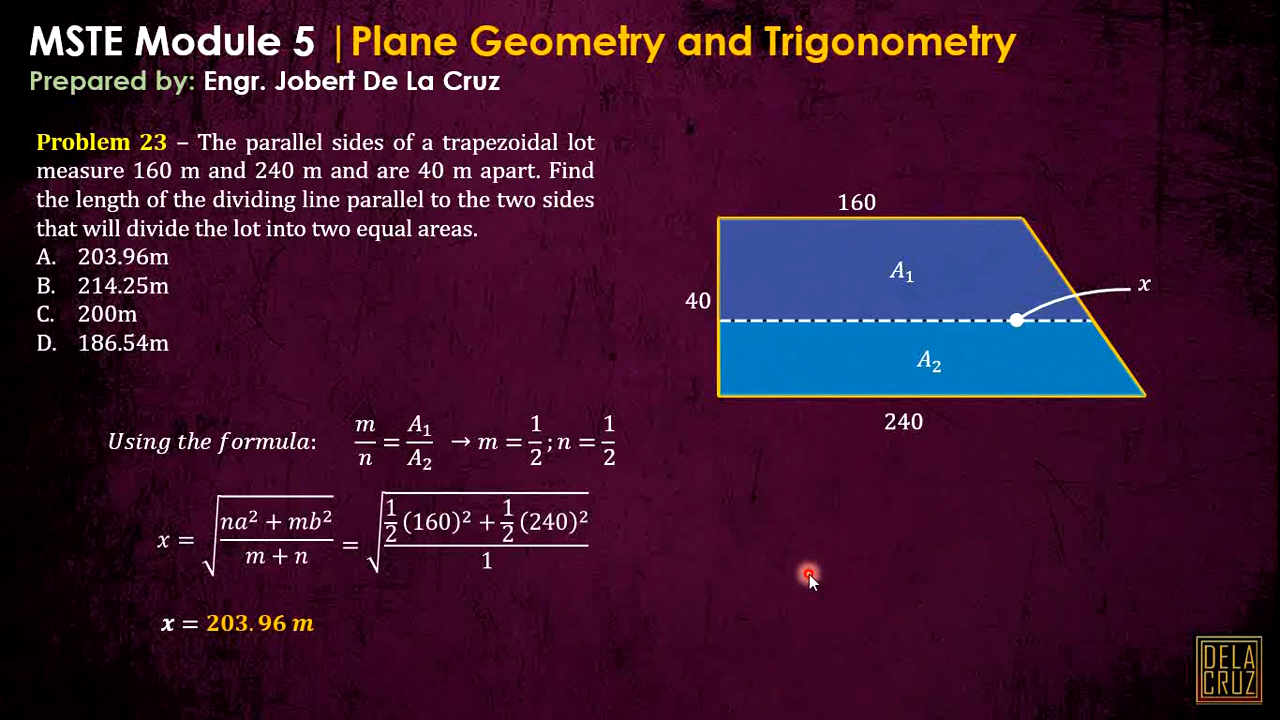 MSTE Module 5 |Plane Geometry and Trigonometry
Prepared by: Engr. Jobert De La Cruz
Problem 23 – The parallel sides of a trapezoidal lot
measure 160 m and 240 m and are 40 m apart. Find
the length of the dividing line parallel to the two sides
that will divide the lot into two equal areas.
A. 203.96m
B. 214.25m
C. 200m
D. 186.54m
160
A₁
40
x
A₂
240
Using the formula: m/n = A₁/A₂ → m = 1/2; n = 1/2
x = √((na² + mb²)/(m + n)) = √((1/2 (160)² + 1/2 (240)²)/1)
x = 203.96 m
DELA
CRUZ